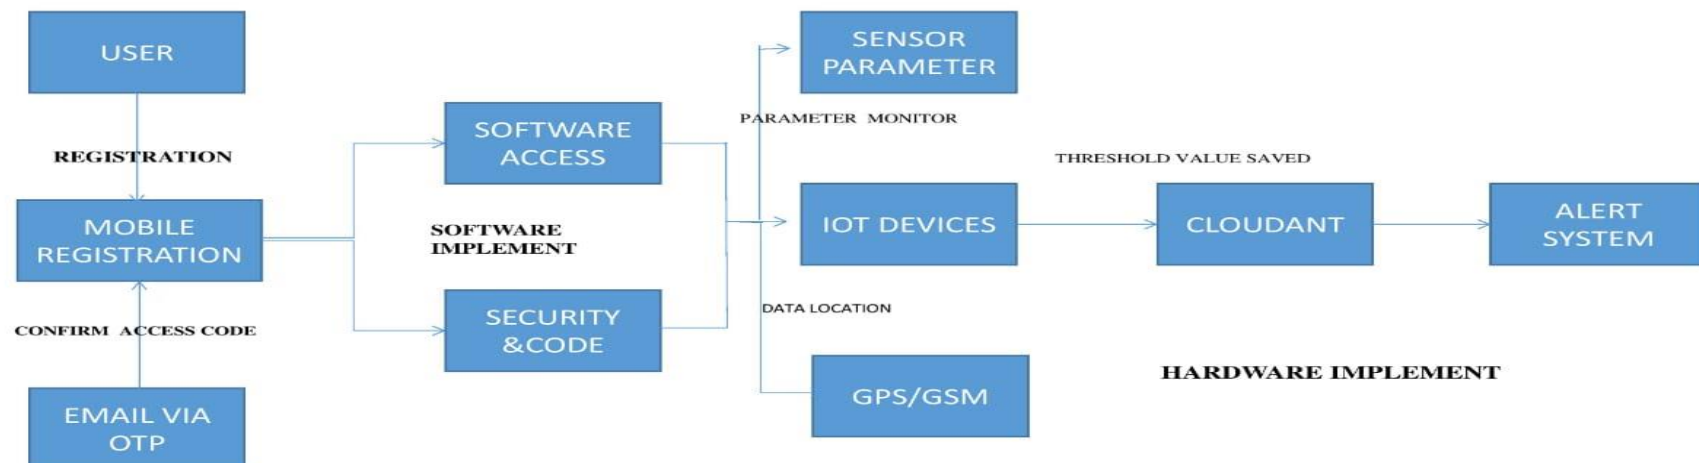 USER
REGISTRATION
MOBILE
REGISTRATION
CONFIRM ACCESS CODE
EMAIL VIA
OTP
SOFTWARE
ACCESS
SOFTWARE
IMPLEMENT
SECURITY
&CODE
SENSOR
PARAMETER
PARAMETER MONITOR
IOT DEVICES
DATA LOCATION
GPS/GSM
THRESHOLD VALUE SAVED
CLOUDANT
ALERT
SYSTEM
HARDWARE IMPLEMENT